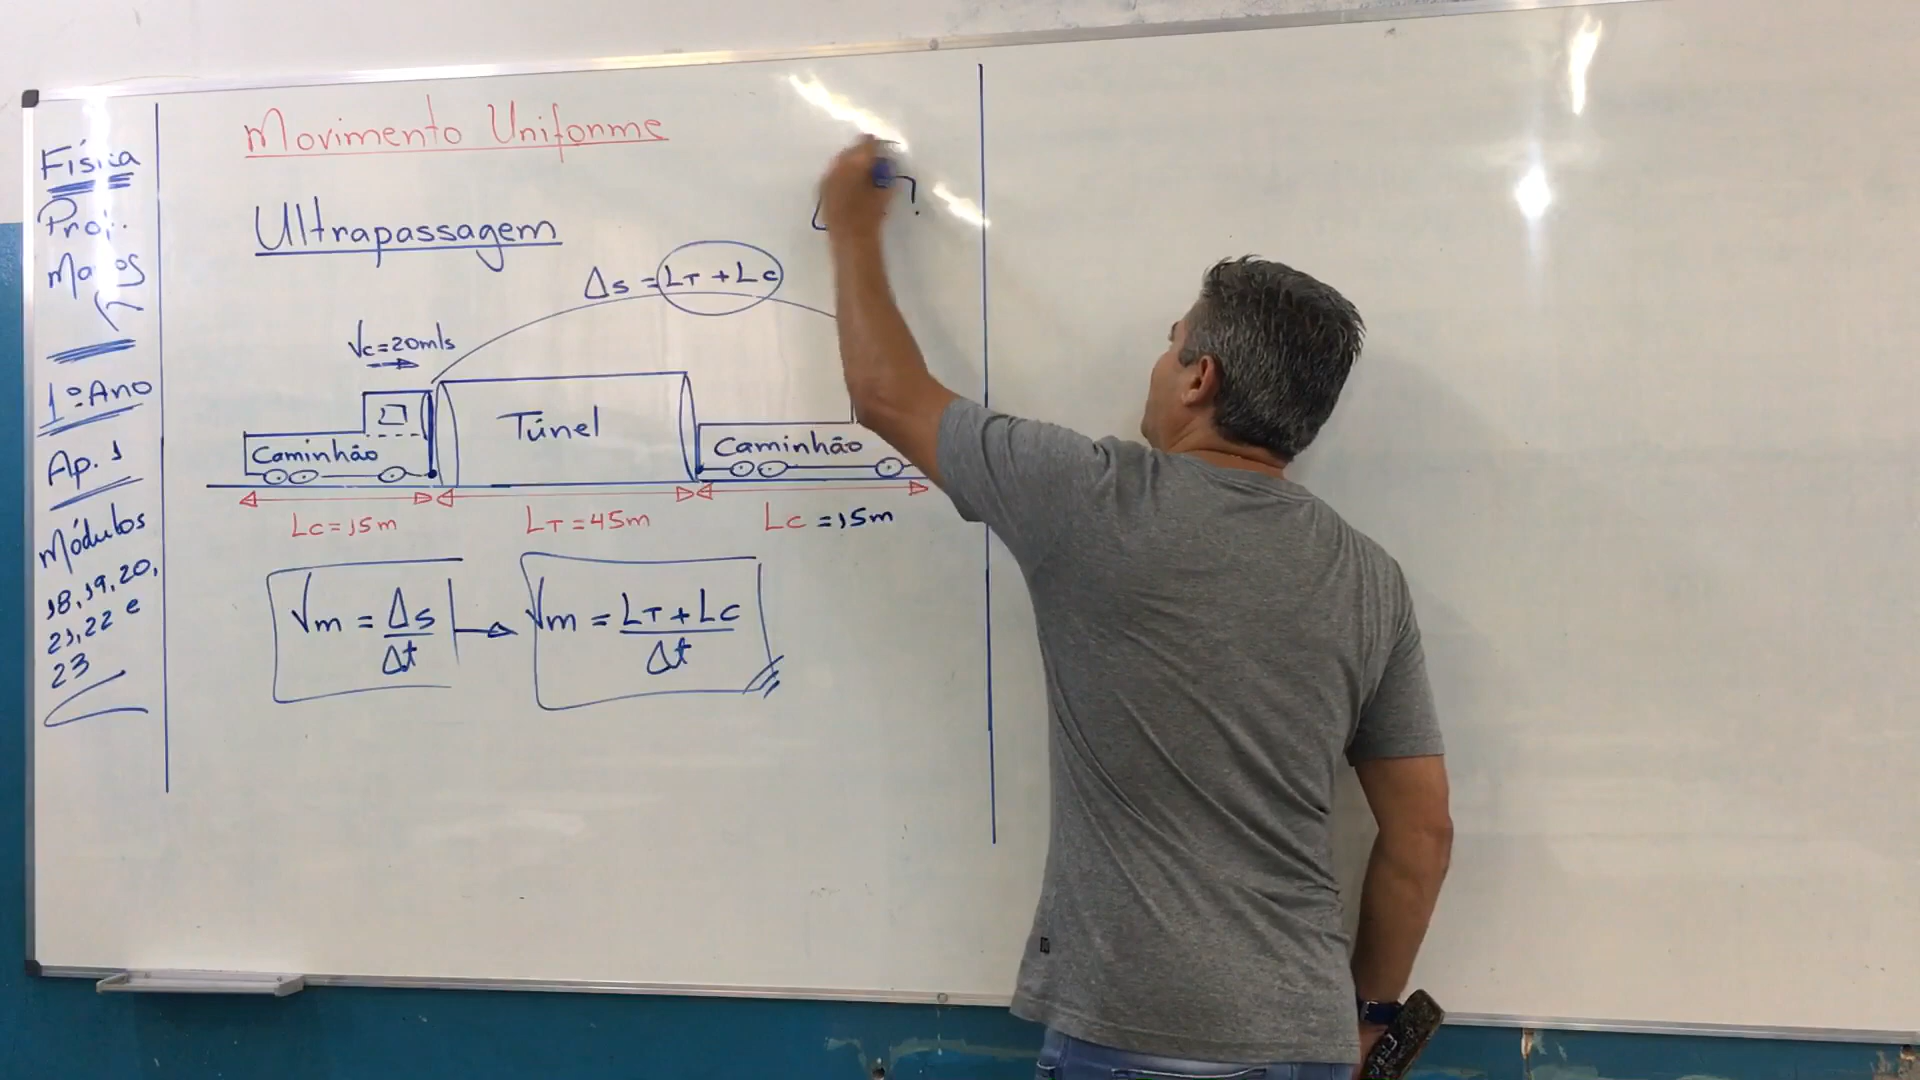 Física
Prof.
Marcos
1º Ano
Ap. 1
Módulos
18, 19, 20,
21, 22 e
23
Movimento Uniforme
Ultrapassagem
Δs = LT + Lc
Vc = 20m/s
Caminhão
Túnel
Caminhão
Lc = 15m
LT = 45m
Lc = 15m
Vm = Δs/Δt
Vm = LT + Lc/Δt
?